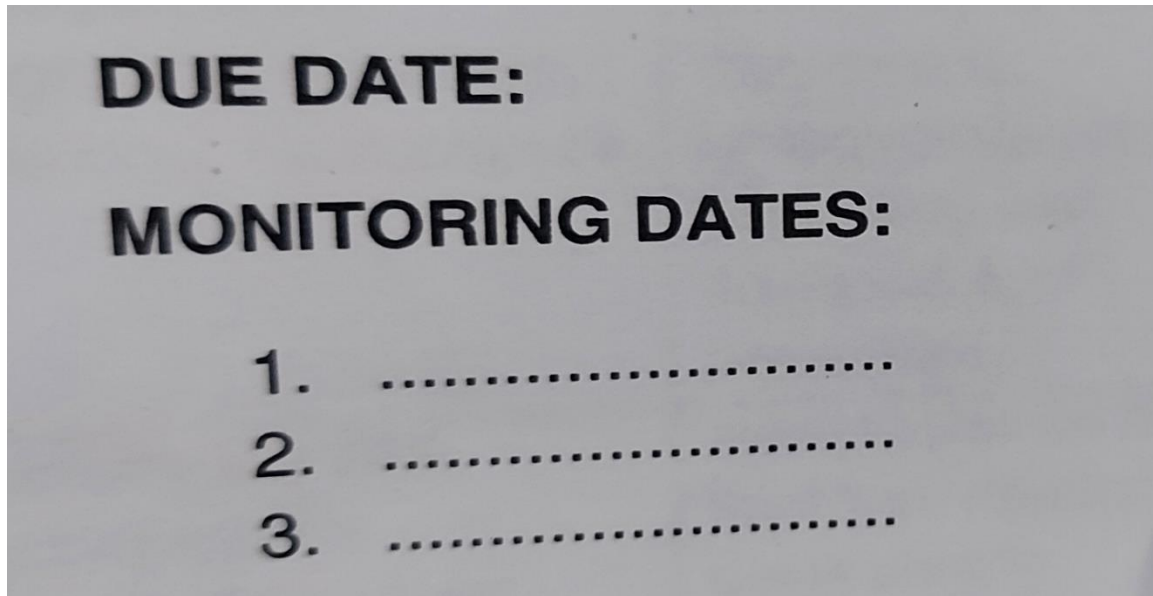 DUE DATE:
MONITORING DATES:
1. ..........................
2. ..........................
3. ..........................